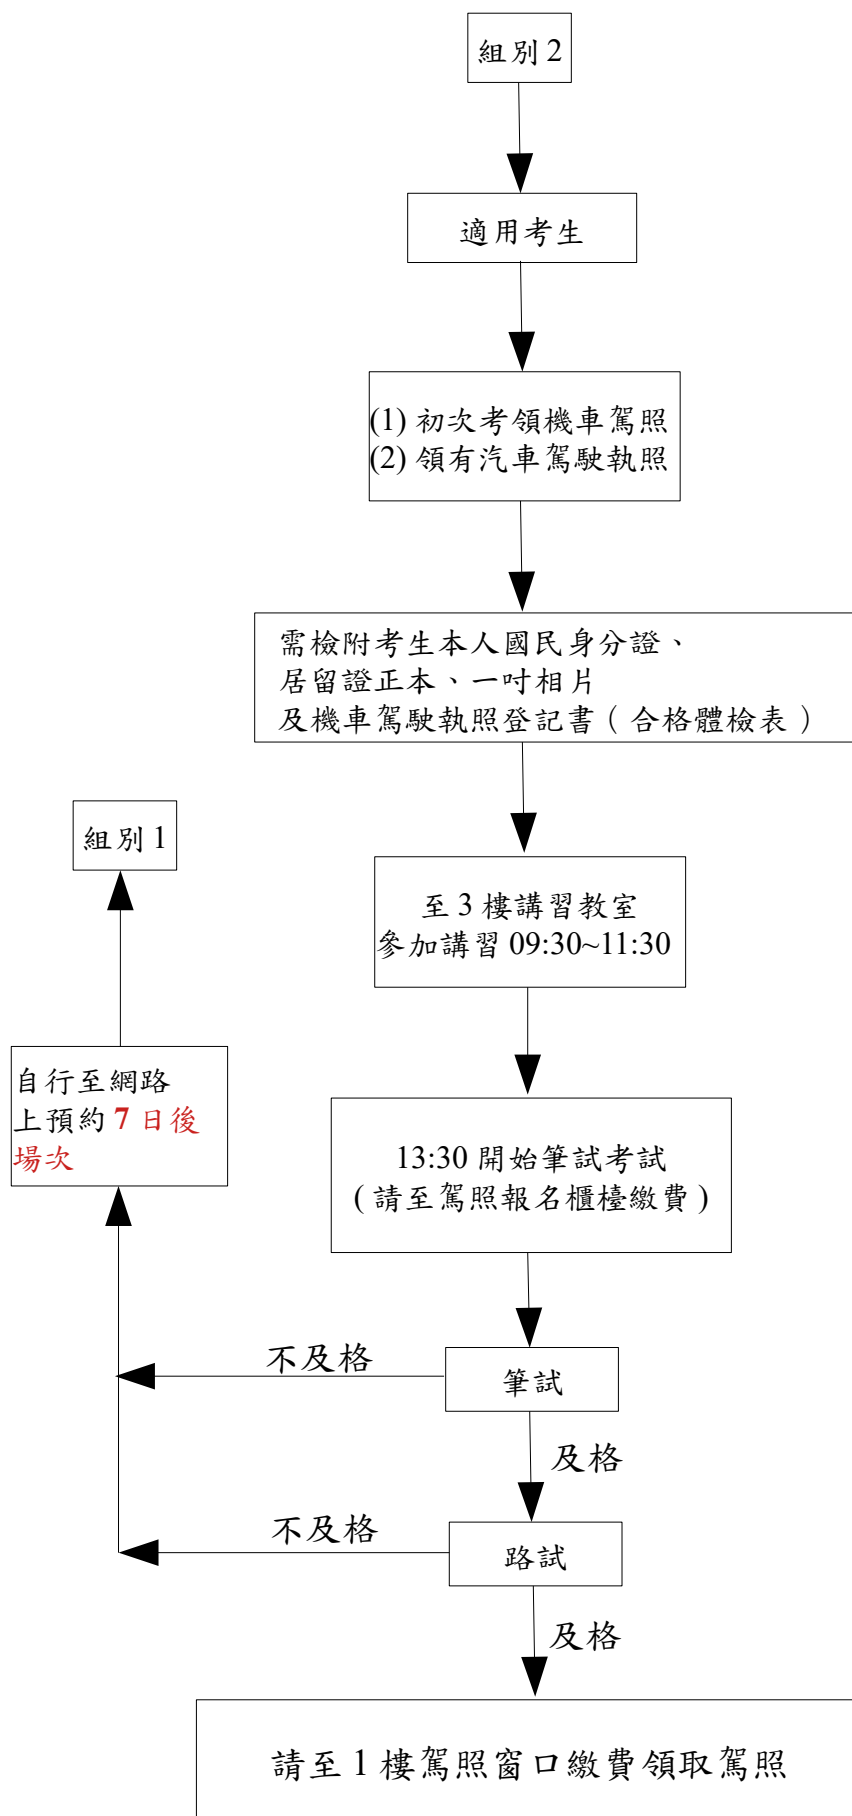 組別 2
適用考生
(1) 初次考領機車駕照
(2) 領有汽車駕駛執照
需檢附考生本人國民身分證、
居留證正本、一吋相片
及機車駕駛執照登記書（合格體檢表）
組別 1
至 3 樓講習教室
參加講習 09:30~11:30
自行至網路
上預約 7 日後
場次
13:30 開始筆試考試
( 請至駕照報名櫃檯繳費 )
不及格
筆試
及格
不及格
路試
及格
請至 1 樓駕照窗口繳費領取駕照